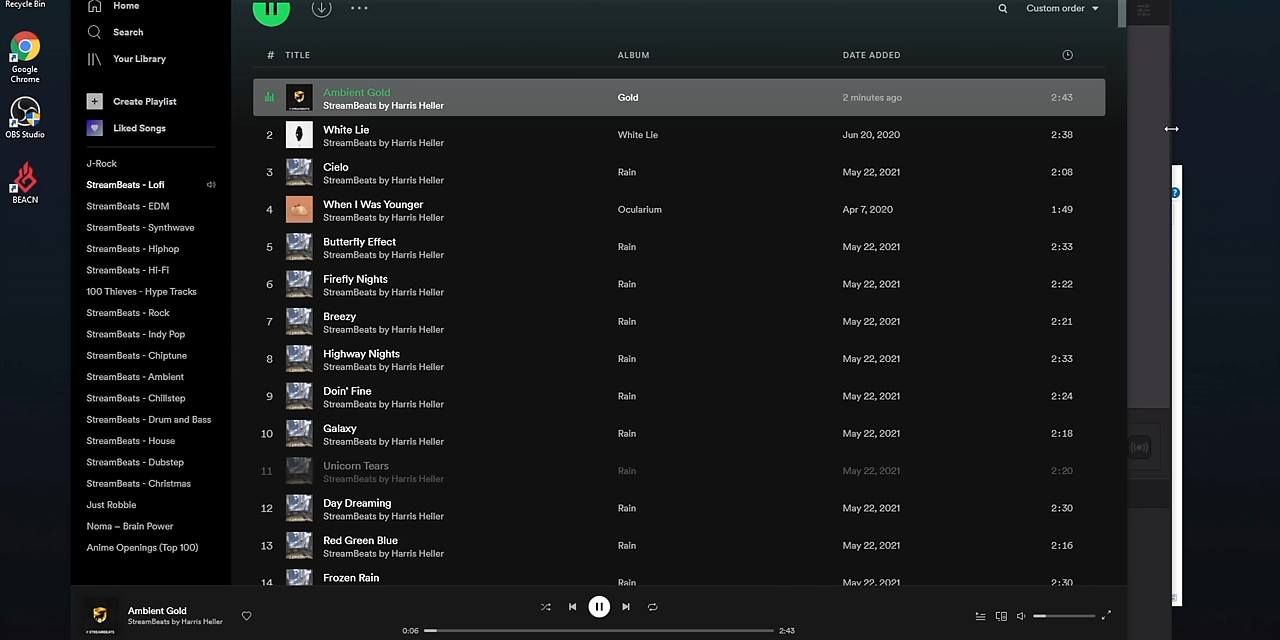 Recycle Bin
Google
Chrome
OBS Studio
BEACN
Home
Search
Your Library
Create Playlist
Liked Songs
J-Rock
StreamBeats - Lofi
StreamBeats - EDM
StreamBeats - Synthwave
StreamBeats - Hiphop
StreamBeats - Hi-Fi
100 Thieves - Hype Tracks
StreamBeats - Rock
StreamBeats - Indy Pop
StreamBeats - Chiptune
StreamBeats - Ambient
StreamBeats - Chillstep
StreamBeats - Drum and Bass
StreamBeats - House
StreamBeats - Dubstep
StreamBeats - Christmas
Just Robbie
Noma – Brain Power
Anime Openings (Top 100)
Custom order
# TITLE ALBUM DATE ADDED
Ambient Gold
StreamBeats by Harris Heller
Gold 2 minutes ago 2:43
2 White Lie
StreamBeats by Harris Heller
White Lie Jun 20, 2020 2:38
3 Cielo
StreamBeats by Harris Heller
Rain May 22, 2021 2:08
4 When I Was Younger
StreamBeats by Harris Heller
Ocularium Apr 7, 2020 1:49
5 Butterfly Effect
StreamBeats by Harris Heller
Rain May 22, 2021 2:33
6 Firefly Nights
StreamBeats by Harris Heller
Rain May 22, 2021 2:22
7 Breezy
StreamBeats by Harris Heller
Rain May 22, 2021 2:21
8 Highway Nights
StreamBeats by Harris Heller
Rain May 22, 2021 2:33
9 Doin' Fine
StreamBeats by Harris Heller
Rain May 22, 2021 2:24
10 Galaxy
StreamBeats by Harris Heller
Rain May 22, 2021 2:18
11 Unicorn Tears
StreamBeats by Harris Heller
Rain May 22, 2021 2:20
12 Day Dreaming
StreamBeats by Harris Heller
Rain May 22, 2021 2:30
13 Red Green Blue
StreamBeats by Harris Heller
Rain May 22, 2021 2:16
14 Frozen Rain
Rain May 22, 2021 2:30
Ambient Gold
StreamBeats by Harris Heller
0:06 2:43